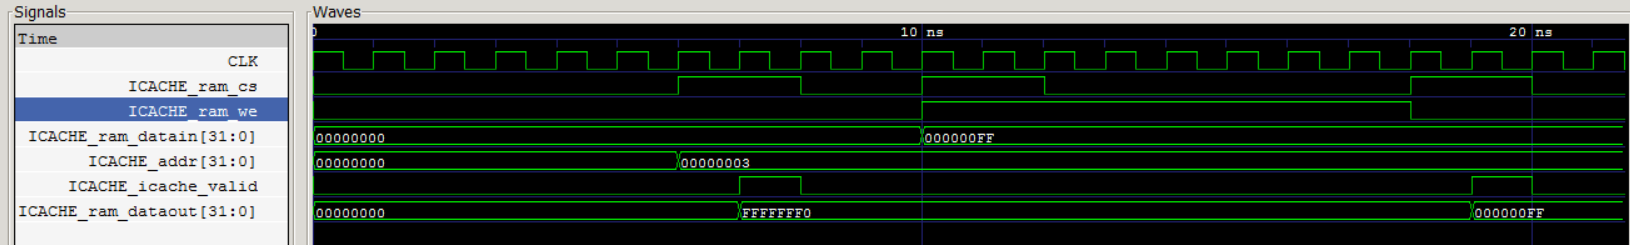 Signals
Waves
Time
10 ns
20 ns
CLK
ICACHE_ram_cs
ICACHE_ram_we
ICACHE_ram_datain[31:0]
00000000
000000FF
ICACHE_addr[31:0]
00000000
00000003
ICACHE_icache_valid
ICACHE_ram_dataout[31:0]
00000000
FFFFFFF0
000000FF